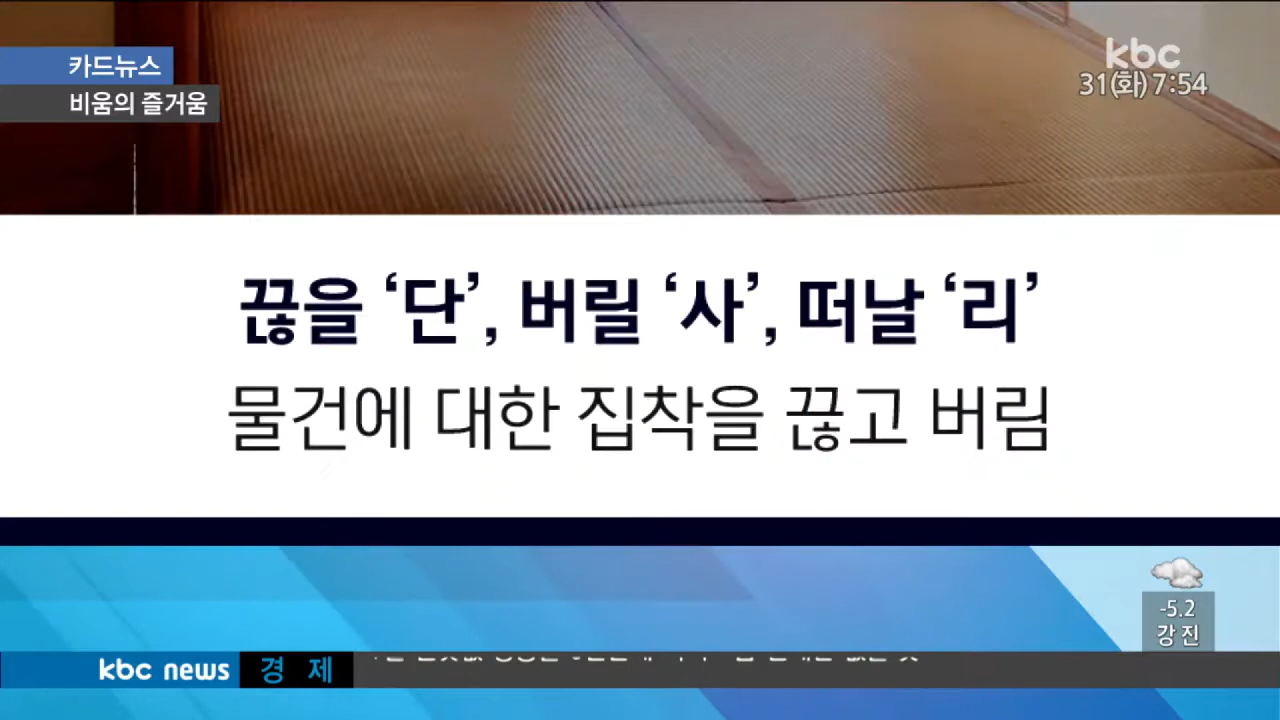 카드뉴스
비움의 즐거움
kbc
31(화) 7:54
끊을 ‘단’, 버릴 ‘사’, 떠날 ‘리’
물건에 대한 집착을 끊고 버림
-5.2
강진
kbc news 경제